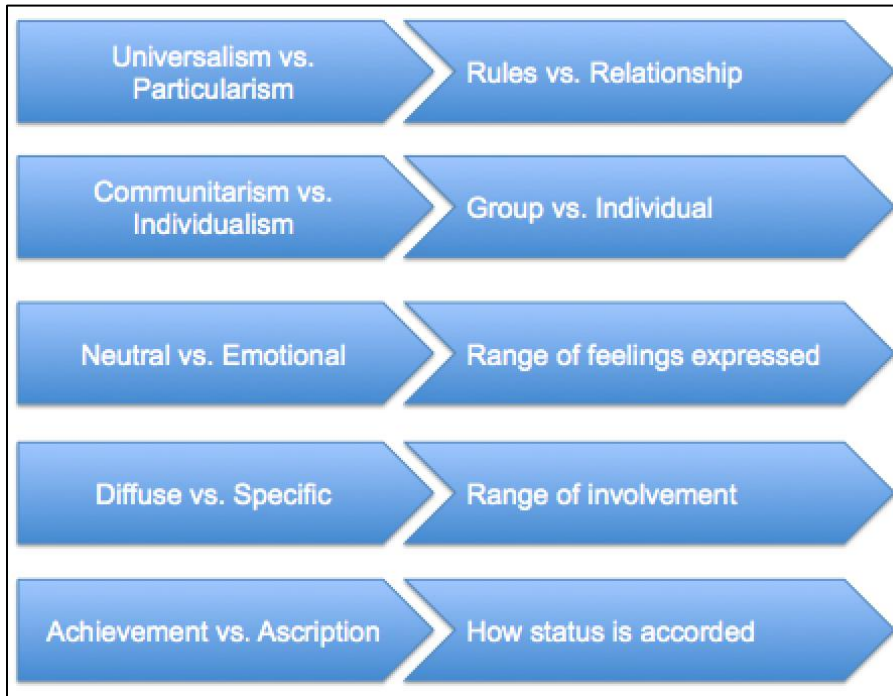 Universalism vs.
Particularism
Rules vs. Relationship
Communitarism vs.
Individualism
Group vs. Individual
Neutral vs. Emotional
Range of feelings expressed
Diffuse vs. Specific
Range of involvement
Achievement vs. Ascription
How status is accorded